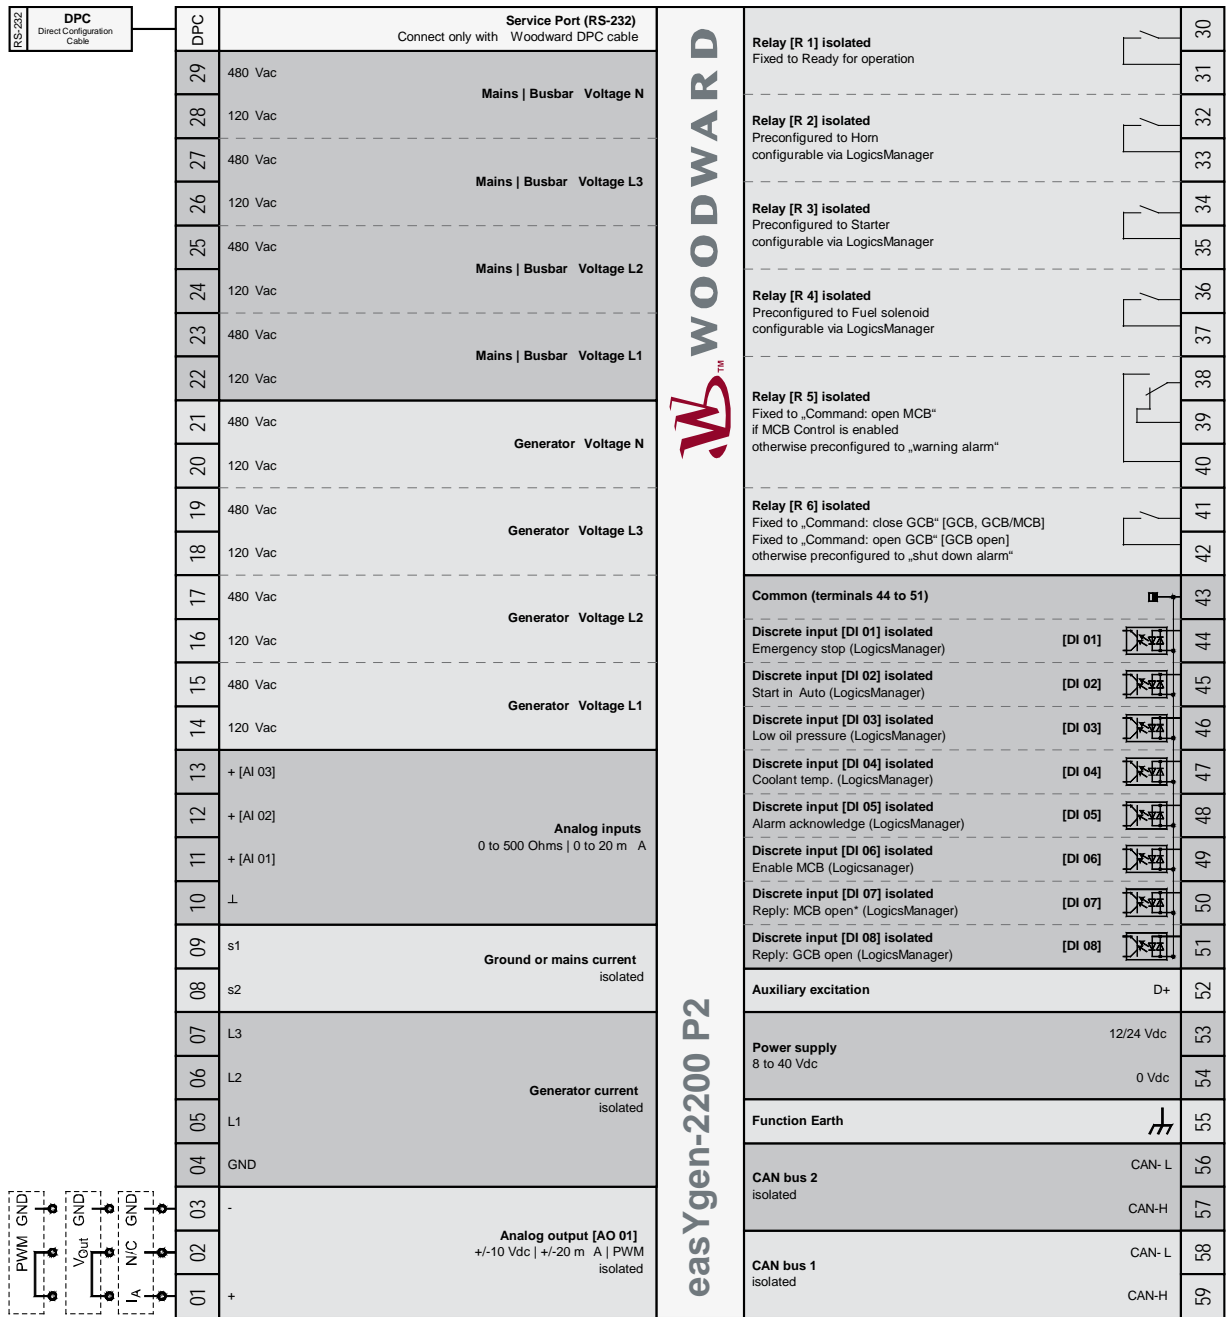 RS-232
DPC
Direct Configuration
Cable
DPC
Service Port (RS-232)
Connect only with Woodward DPC cable
29
480 Vac
Mains | Busbar Voltage N
28
120 Vac
27
480 Vac
Mains | Busbar Voltage L3
26
120 Vac
25
480 Vac
Mains | Busbar Voltage L2
24
120 Vac
23
480 Vac
Mains | Busbar Voltage L1
22
120 Vac
21
480 Vac
Generator Voltage N
20
120 Vac
19
480 Vac
Generator Voltage L3
18
120 Vac
17
480 Vac
Generator Voltage L2
16
120 Vac
15
480 Vac
Generator Voltage L1
14
120 Vac
13
+ [AI 03]
12
+ [AI 02]
Analog inputs
0 to 500 Ohms | 0 to 20 m A
11
+ [AI 01]
10
⊥
09
s1
Ground or mains current
isolated
08
s2
07
L3
06
L2
Generator current
isolated
05
L1
04
GND
03
-
02
Analog output [AO 01]
+/-10 Vdc | +/-20 m A | PWM
isolated
01
+
PWM GND
VOut GND
IA N/C GND
WOODWARD
TM
easYgen-2200 P2
Relay [R 1] isolated
Fixed to Ready for operation
30
31
Relay [R 2] isolated
Preconfigured to Horn
configurable via LogicsManager
32
33
Relay [R 3] isolated
Preconfigured to Starter
configurable via LogicsManager
34
35
Relay [R 4] isolated
Preconfigured to Fuel solenoid
configurable via LogicsManager
36
37
Relay [R 5] isolated
Fixed to „Command: open MCB“
if MCB Control is enabled
otherwise preconfigured to „warning alarm“
38
39
40
Relay [R 6] isolated
Fixed to „Command: close GCB“ [GCB, GCB/MCB]
Fixed to „Command: open GCB“ [GCB open]
otherwise preconfigured to „shut down alarm“
41
42
Common (terminals 44 to 51)
43
Discrete input [DI 01] isolated
Emergency stop (LogicsManager)
[DI 01]
44
Discrete input [DI 02] isolated
Start in Auto (LogicsManager)
[DI 02]
45
Discrete input [DI 03] isolated
Low oil pressure (LogicsManager)
[DI 03]
46
Discrete input [DI 04] isolated
Coolant temp. (LogicsManager)
[DI 04]
47
Discrete input [DI 05] isolated
Alarm acknowledge (LogicsManager)
[DI 05]
48
Discrete input [DI 06] isolated
Enable MCB (Logicsanager)
[DI 06]
49
Discrete input [DI 07] isolated
Reply: MCB open* (LogicsManager)
[DI 07]
50
Discrete input [DI 08] isolated
Reply: GCB open (LogicsManager)
[DI 08]
51
Auxiliary excitation
D+
52
Power supply
8 to 40 Vdc
12/24 Vdc
53
0 Vdc
54
Function Earth
55
CAN bus 2
isolated
CAN- L
56
CAN-H
57
CAN bus 1
isolated
CAN- L
58
CAN-H
59